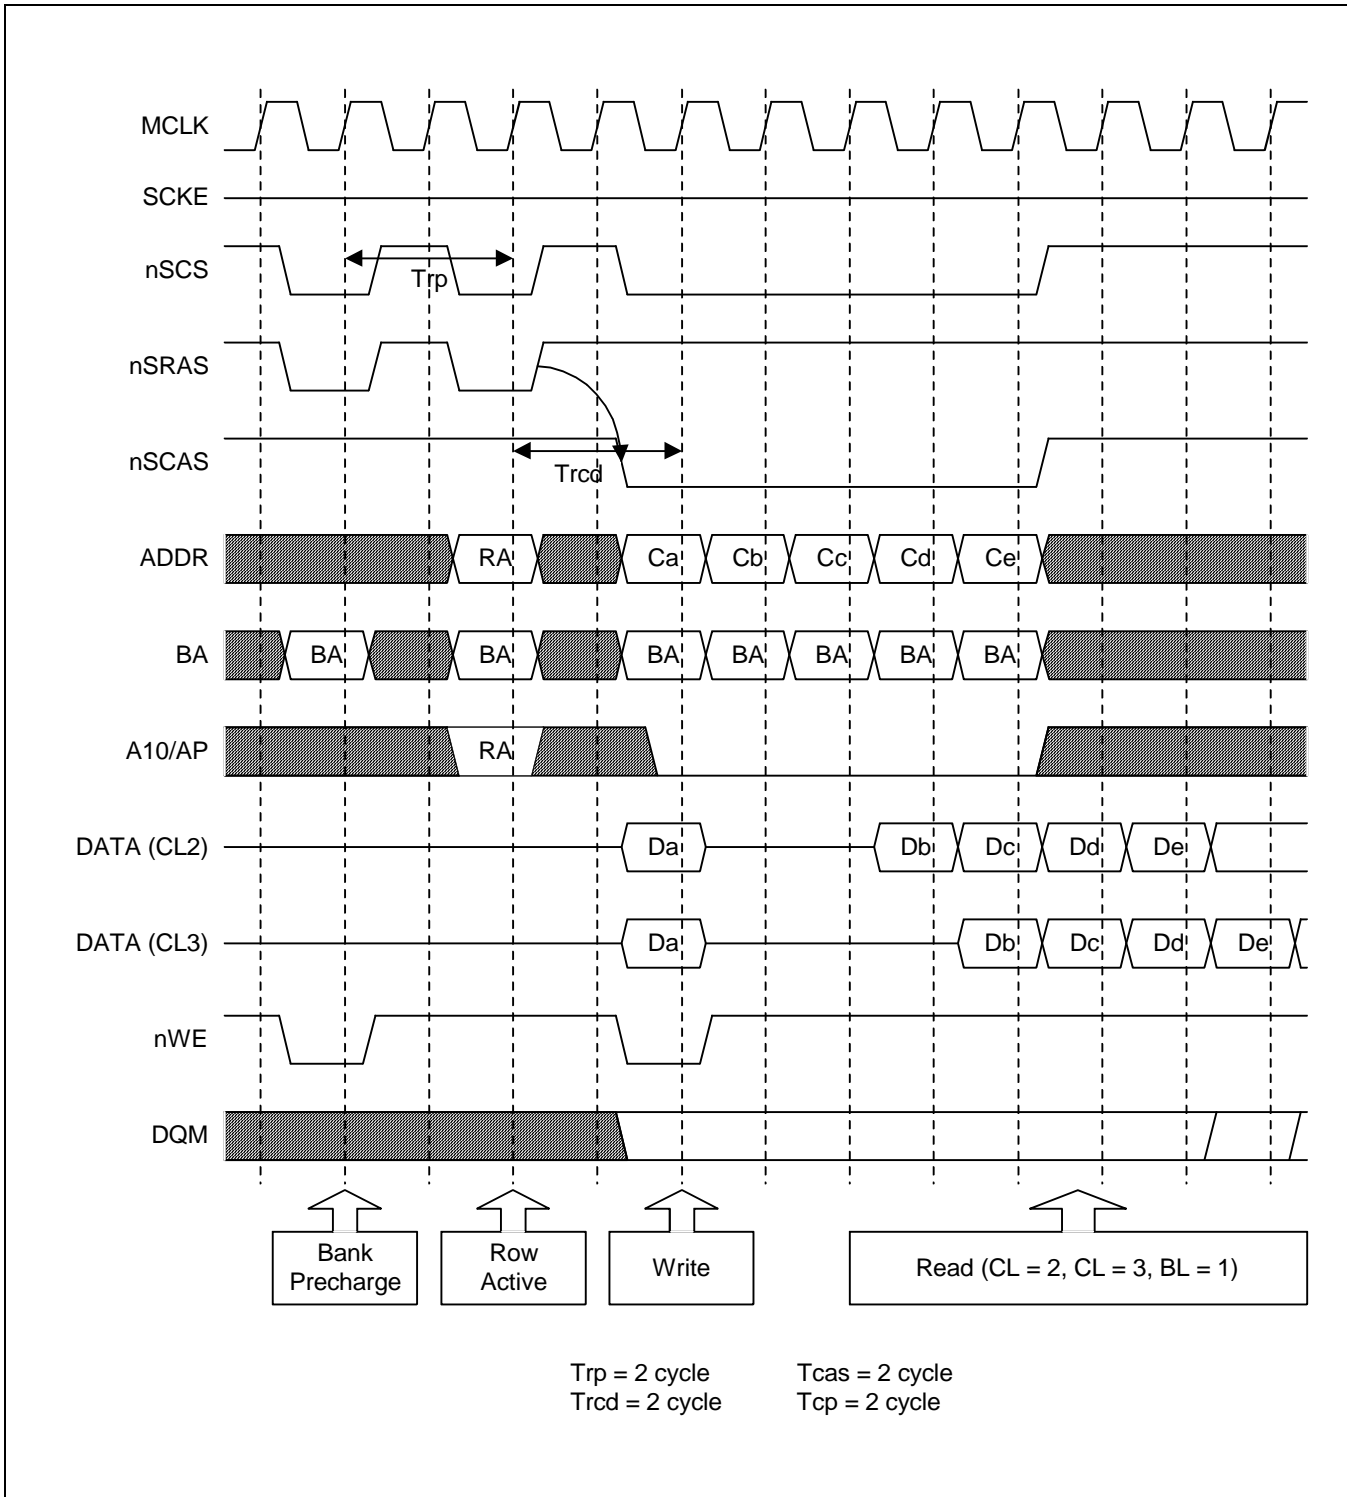 MCLK
SCKE
nSCS
Trp
nSRAS
nSCAS
Trcd
ADDR RA Ca Cb Cc Cd Ce
BA BA BA BA BA BA BA BA
A10/AP RA
DATA (CL2) Da Db Dc Dd De
DATA (CL3) Da Db Dc Dd De
nWE
DQM
Bank
Precharge
Row
Active
Write
Read (CL = 2, CL = 3, BL = 1)
Trp = 2 cycle Tcas = 2 cycle
Trcd = 2 cycle Tcp = 2 cycle